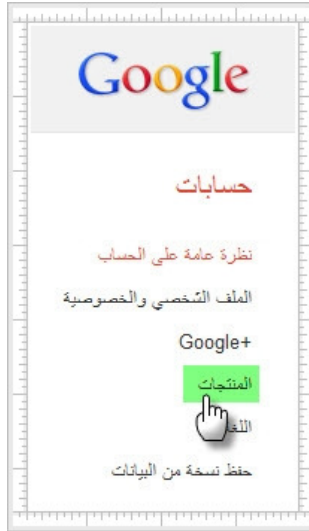 Google
حسابات
نظرة عامة على الحساب
الملف الشخصي والخصوصية
Google+
المنتجات
حفظ نسخة من البيانات